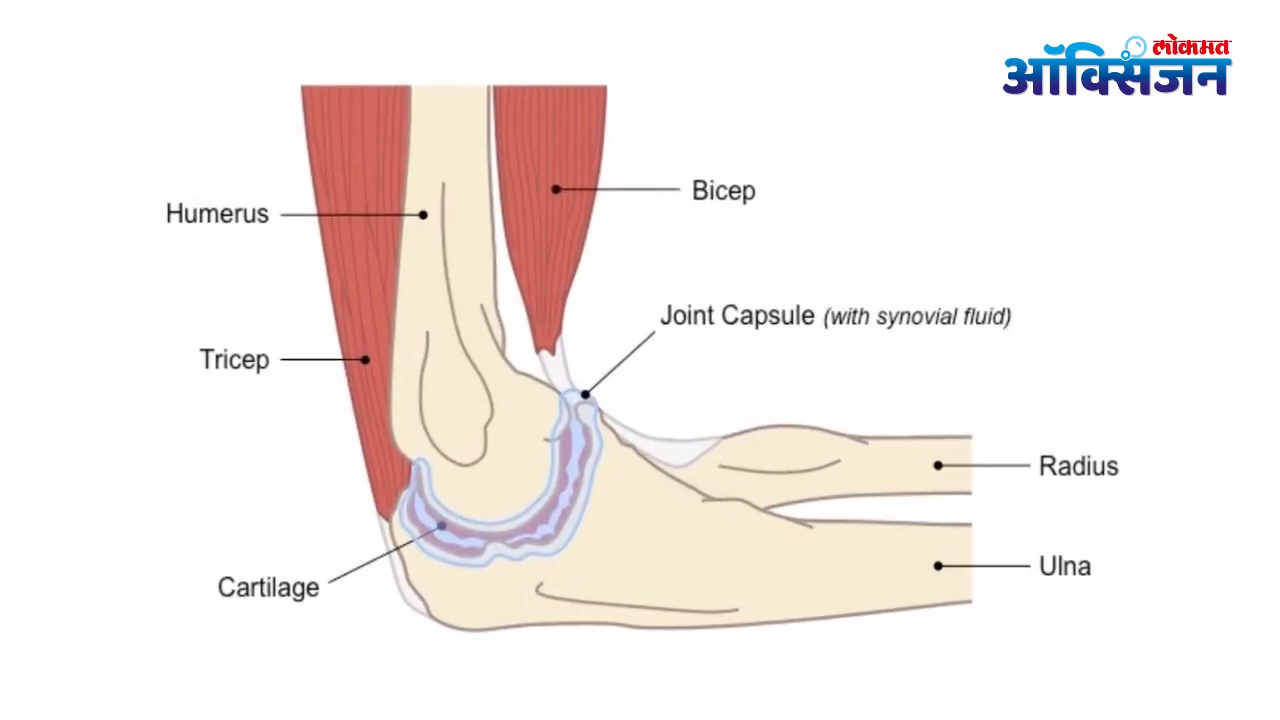 लोकमत
ऑक्सिजन
Bicep
Humerus
Joint Capsule (with synovial fluid)
Tricep
Radius
Ulna
Cartilage